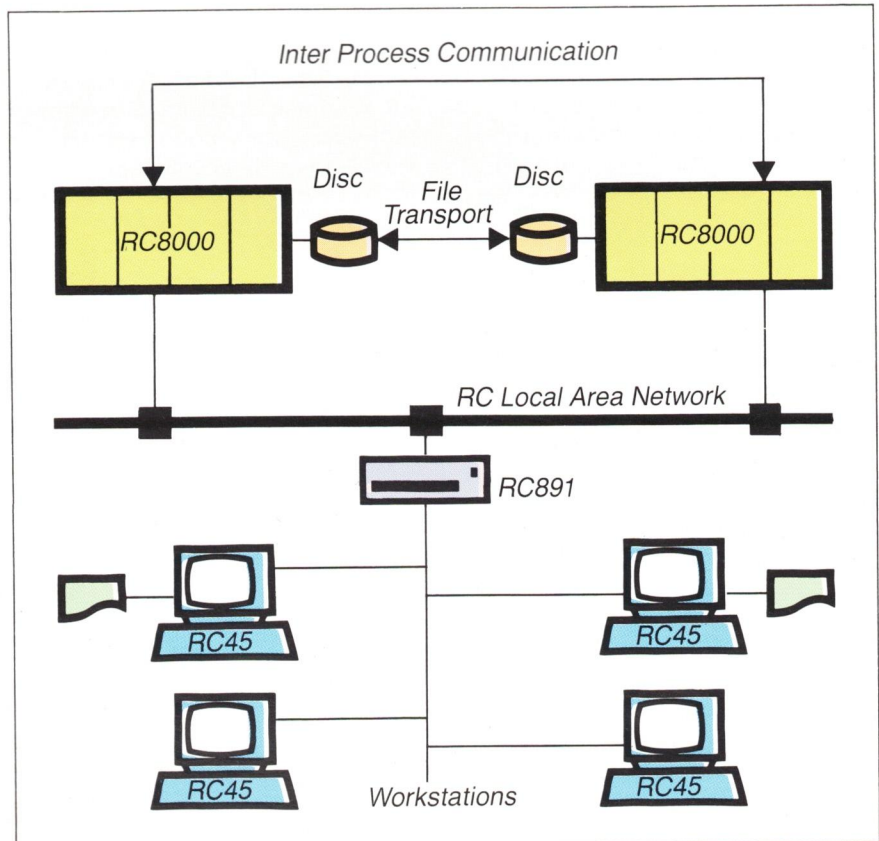 Inter Process Communication
Disc
File
Transport
Disc
RC8000
RC8000
RC Local Area Network
RC891
RC45
RC45
RC45
RC45
Workstations